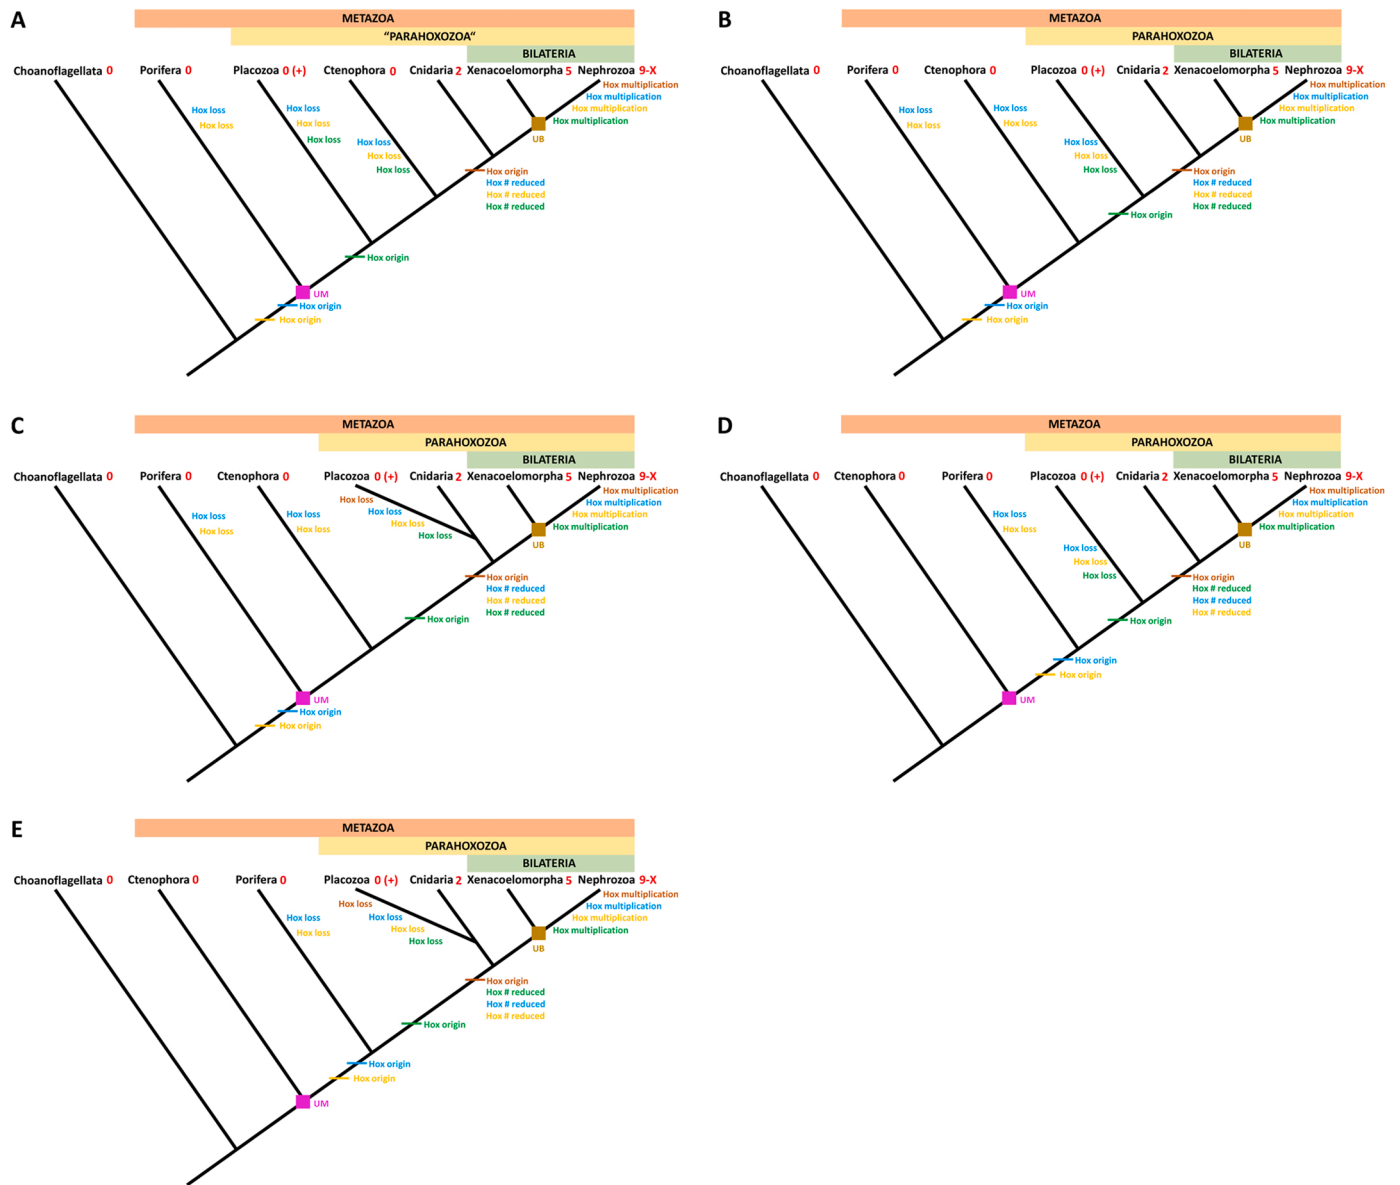 A
METAZOA
“PARAHOXOZOA“
BILATERIA
Choanoflagellata 0 Porifera 0 Placozoa 0 (+) Ctenophora 0 Cnidaria 2 Xenacoelomorpha 5 Nephrozoa 9-X
Hox multiplication
Hox multiplication
Hox multiplication
Hox multiplication
Hox loss
Hox loss
Hox loss
Hox loss
Hox loss
Hox loss
Hox loss
Hox loss
UB
Hox origin
Hox # reduced
Hox # reduced
Hox # reduced
Hox origin
UM
Hox origin
Hox origin
B
METAZOA
PARAHOXOZOA
BILATERIA
Choanoflagellata 0 Porifera 0 Ctenophora 0 Placozoa 0 (+) Cnidaria 2 Xenacoelomorpha 5 Nephrozoa 9-X
Hox multiplication
Hox multiplication
Hox multiplication
Hox multiplication
Hox loss
Hox loss
Hox loss
Hox loss
Hox loss
Hox loss
Hox loss
UB
Hox origin
Hox # reduced
Hox # reduced
Hox # reduced
Hox origin
UM
Hox origin
Hox origin
C
METAZOA
PARAHOXOZOA
BILATERIA
Choanoflagellata 0 Porifera 0 Ctenophora 0 Placozoa 0 (+) Cnidaria 2 Xenacoelomorpha 5 Nephrozoa 9-X
Hox multiplication
Hox multiplication
Hox multiplication
Hox multiplication
Hox loss
Hox loss
Hox loss
Hox loss
Hox loss
Hox loss
Hox loss
Hox loss
UB
Hox origin
Hox # reduced
Hox # reduced
Hox # reduced
Hox origin
UM
Hox origin
Hox origin
D
METAZOA
PARAHOXOZOA
BILATERIA
Choanoflagellata 0 Ctenophora 0 Porifera 0 Placozoa 0 (+) Cnidaria 2 Xenacoelomorpha 5 Nephrozoa 9-X
Hox multiplication
Hox multiplication
Hox multiplication
Hox multiplication
Hox loss
Hox loss
Hox loss
Hox loss
Hox loss
UB
Hox origin
Hox # reduced
Hox # reduced
Hox # reduced
Hox origin
Hox origin
Hox origin
UM
E
METAZOA
PARAHOXOZOA
BILATERIA
Choanoflagellata 0 Ctenophora 0 Porifera 0 Placozoa 0 (+) Cnidaria 2 Xenacoelomorpha 5 Nephrozoa 9-X
Hox multiplication
Hox multiplication
Hox multiplication
Hox multiplication
Hox loss
Hox loss
Hox loss
Hox loss
Hox loss
Hox loss
UB
Hox origin
Hox # reduced
Hox # reduced
Hox # reduced
Hox origin
Hox origin
Hox origin
UM